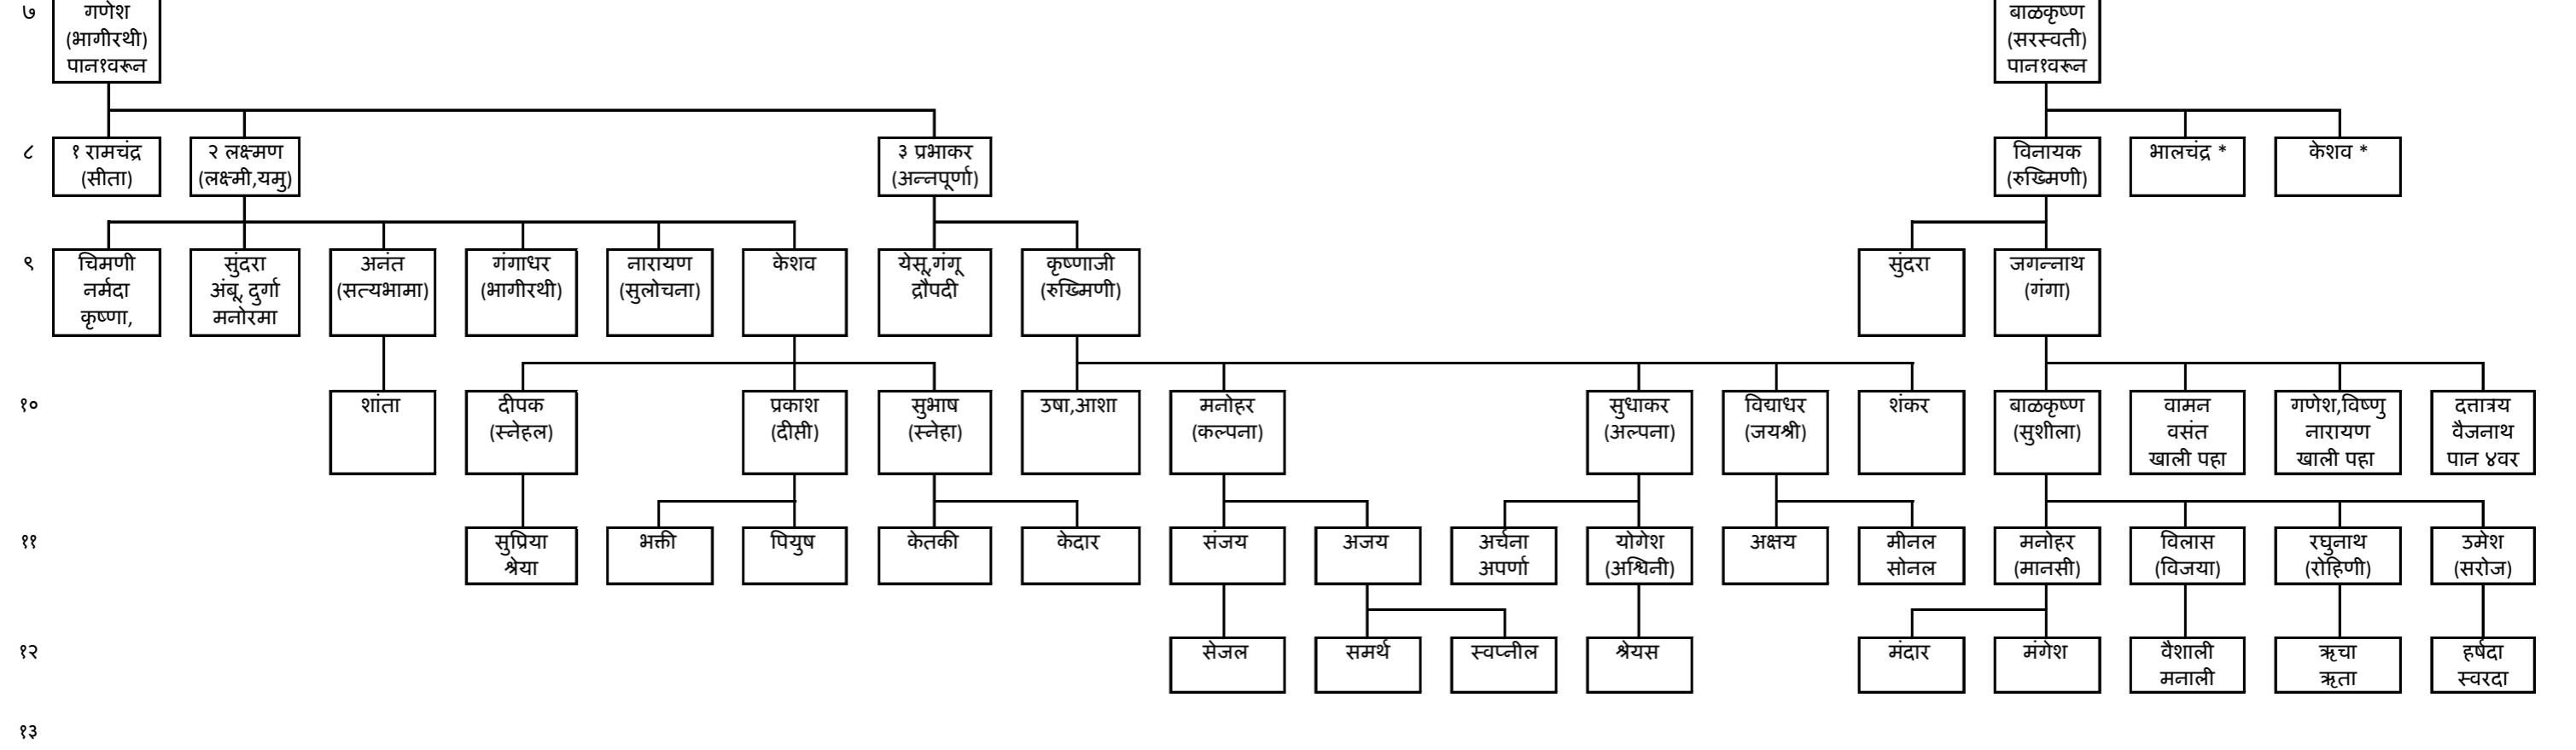 ७
गणेश
(भागीरथी)
पान१वरून
बाळकृष्ण
(सरस्वती)
पान१वरून
८
१ रामचंद्र
(सीता)
२ लक्ष्मण
(लक्ष्मी,यमु)
३ प्रभाकर
(अन्नपूर्णा)
विनायक
(रुख्मिणी)
भालचंद्र *
केशव *
९
चिमणी
नर्मदा
कृष्णा,
सुंदरा
अंबू, दुर्गा
मनोरमा
अनंत
(सत्यभामा)
गंगाधर
(भागीरथी)
नारायण
(सुलोचना)
केशव
येसू,गंगू
द्रौपदी
कृष्णाजी
(रुख्मिणी)
सुंदरा
जगन्नाथ
(गंगा)
१०
शांता
दीपक
(स्नेहल)
प्रकाश
(दीप्ती)
सुभाष
(स्नेहा)
उषा,आशा
मनोहर
(कल्पना)
सुधाकर
(अल्पना)
विद्याधर
(जयश्री)
शंकर
बाळकृष्ण
(सुशीला)
वामन
वसंत
खाली पहा
गणेश,विष्णु
नारायण
खाली पहा
दत्तात्रय
वैजनाथ
पान ४वर
११
सुप्रिया
श्रेया
भक्ती
पियुष
केतकी
केदार
संजय
अजय
अर्चना
अपर्णा
योगेश
(अश्विनी)
अक्षय
मीनल
सोनल
मनोहर
(मानसी)
विलास
(विजया)
रघुनाथ
(रोहिणी)
उमेश
(सरोज)
१२
सेजल
समर्थ
स्वप्नील
श्रेयस
मंदार
मंगेश
वैशाली
मनाली
ऋचा
ऋता
हर्षदा
स्वरदा
१३